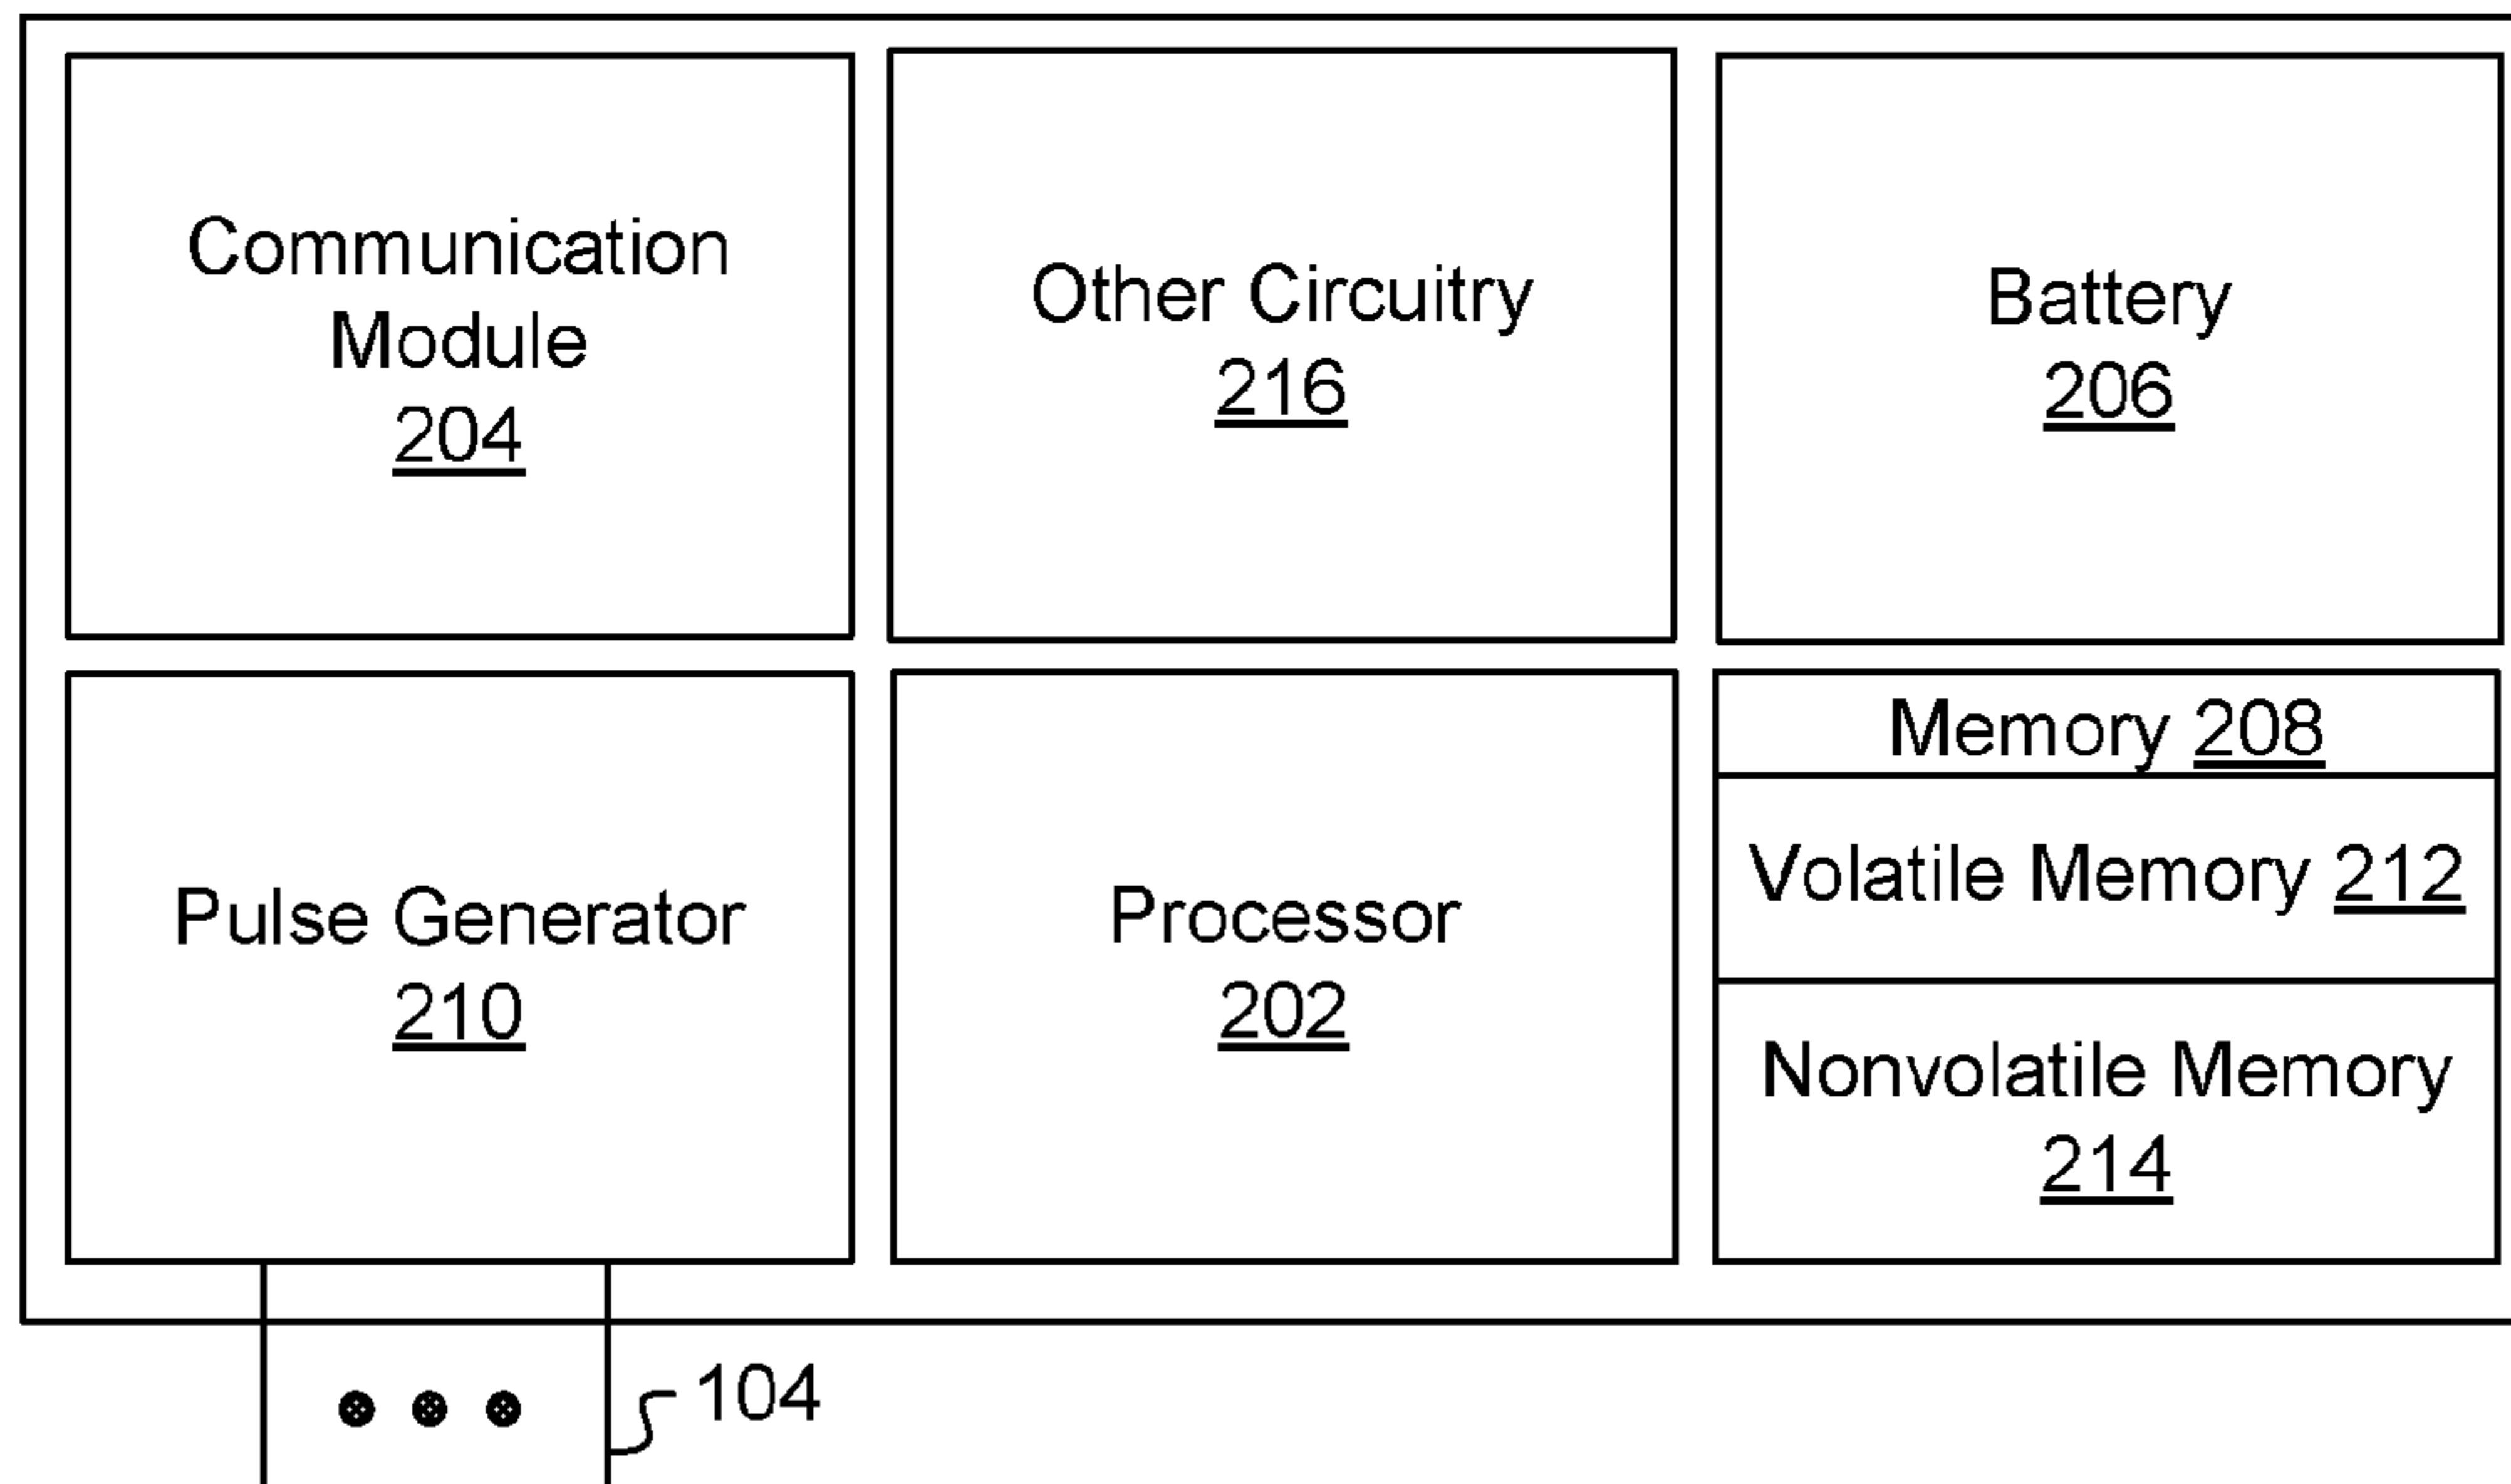 Communication
Module
204
Other Circuitry
216
Battery
206
Pulse Generator
210
Processor
202
Memory 208
Volatile Memory 212
Nonvolatile Memory
214
104